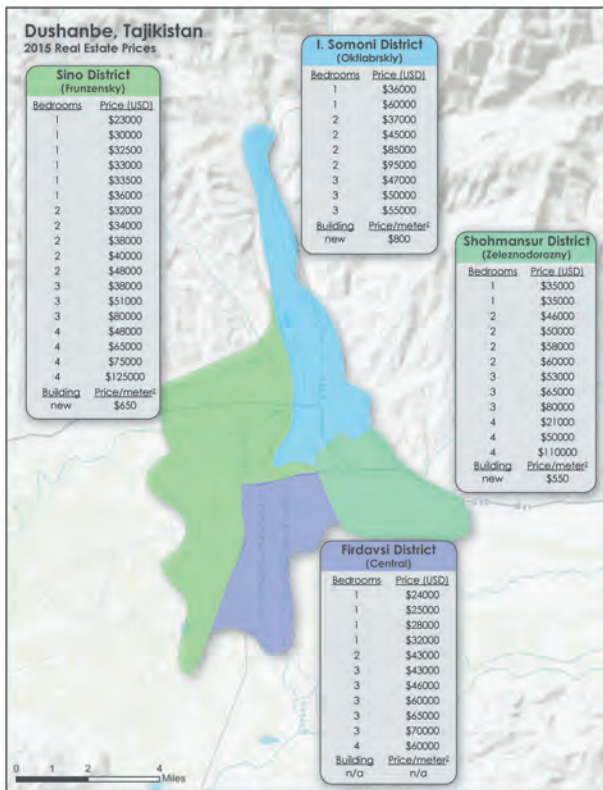 Dushanbe, Tajikistan
2015 Real Estate Prices
Sino District
(Frunzensky)
Bedrooms Price (USD)
1 $23000
1 $30000
1 $32500
1 $33000
1 $33500
1 $36000
2 $32000
2 $34000
2 $38000
2 $40000
2 $48000
3 $38000
3 $51000
3 $80000
4 $48000
4 $65000
4 $75000
4 $125000
Building Price/meter²
new $650
I. Somoni District
(Oktiabrskiy)
Bedrooms Price (USD)
1 $36000
1 $60000
2 $37000
2 $45000
2 $85000
2 $95000
3 $47000
3 $50000
3 $55000
Building Price/meter²
new $800
Shohmansur District
(Zeleznodorozny)
Bedrooms Price (USD)
1 $35000
1 $35000
2 $46000
2 $50000
2 $58000
2 $60000
3 $53000
3 $65000
3 $80000
4 $21000
4 $50000
4 $110000
Building Price/meter²
new $550
Firdavsi District
(Central)
Bedrooms Price (USD)
1 $24000
1 $25000
1 $28000
1 $32000
2 $43000
3 $43000
3 $46000
3 $60000
3 $65000
3 $70000
4 $60000
Building Price/meter²
n/a n/a
0 2 4
Miles